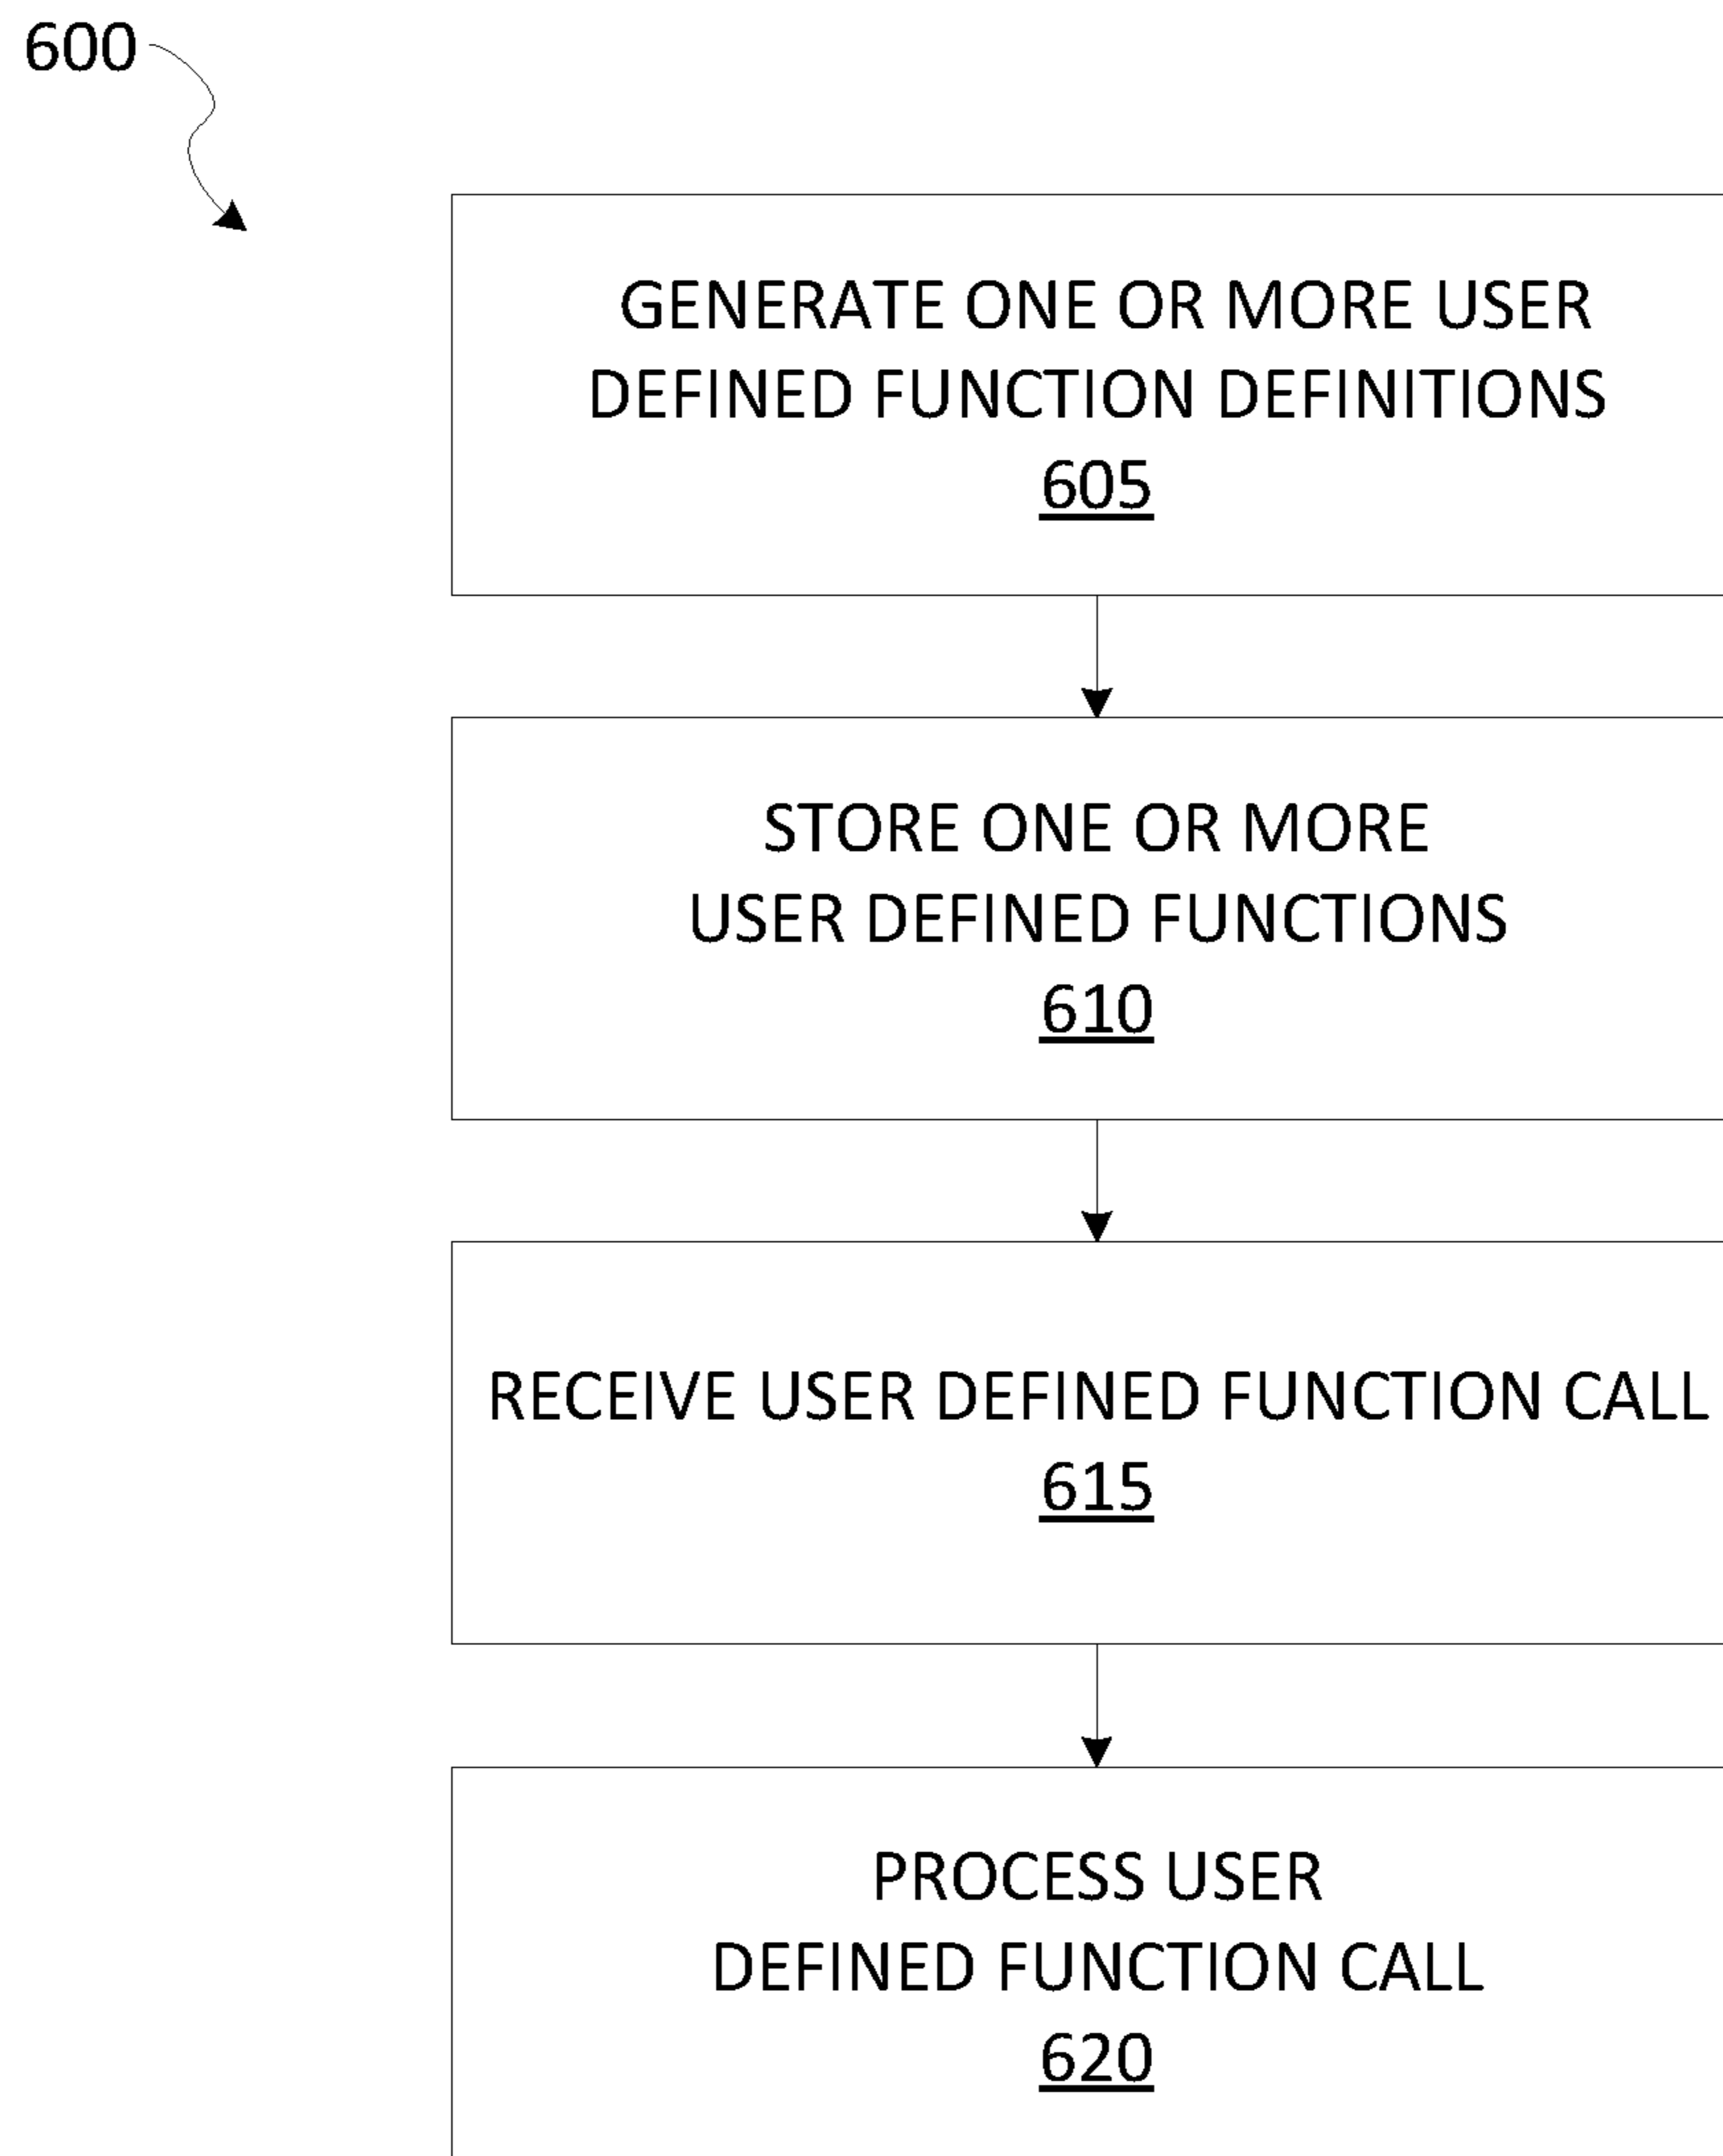 600
GENERATE ONE OR MORE USER
DEFINED FUNCTION DEFINITIONS
605
STORE ONE OR MORE
USER DEFINED FUNCTIONS
610
RECEIVE USER DEFINED FUNCTION CALL
615
PROCESS USER
DEFINED FUNCTION CALL
620